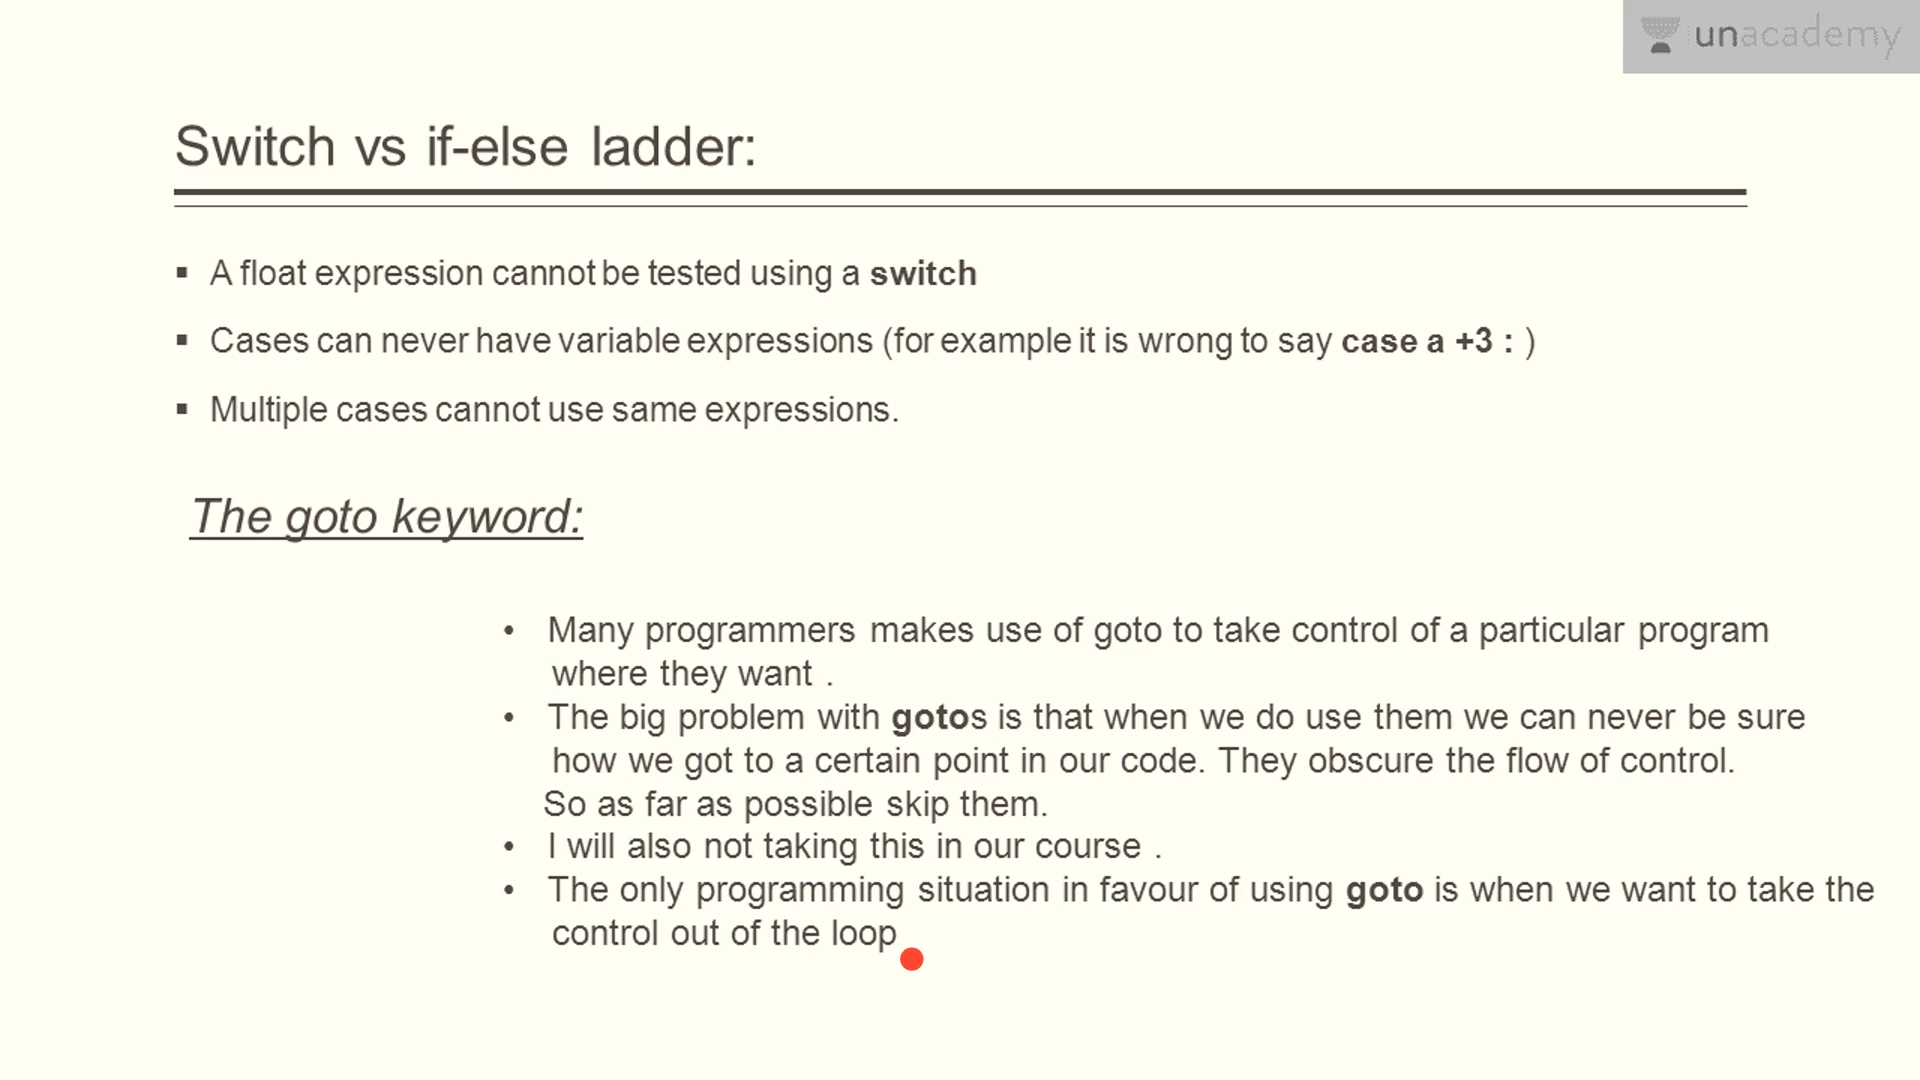 unacademy
Switch vs if-else ladder:
▪ A float expression cannot be tested using a switch
▪ Cases can never have variable expressions (for example it is wrong to say case a +3 : )
▪ Multiple cases cannot use same expressions.
The goto keyword:
• Many programmers makes use of goto to take control of a particular program
where they want .
• The big problem with gotos is that when we do use them we can never be sure
how we got to a certain point in our code. They obscure the flow of control.
So as far as possible skip them.
• I will also not taking this in our course .
• The only programming situation in favour of using goto is when we want to take the
control out of the loop